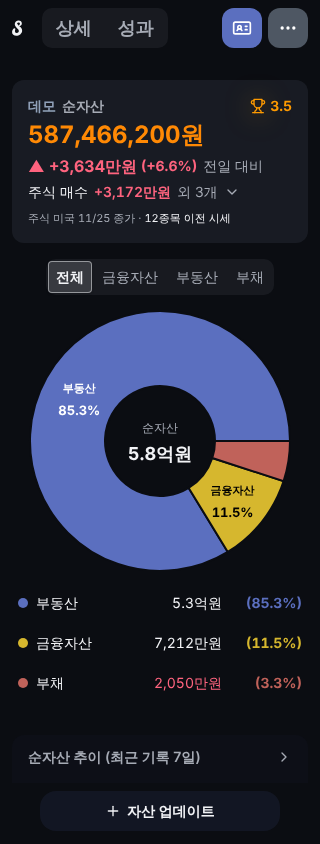 상세 성과
데모 순자산 3.5
587,466,200원
▲ +3,634만원 (+6.6%) 전일 대비
주식 매수 +3,172만원 외 3개
주식 미국 11/25 종가 · 12종목 이전 시세
전체 금융자산 부동산 부채
부동산
85.3%
순자산
5.8억원
금융자산
11.5%
부동산 5.3억원 (85.3%)
금융자산 7,212만원 (11.5%)
부채 2,050만원 (3.3%)
순자산 추이 (최근 기록 7일)
+ 자산 업데이트